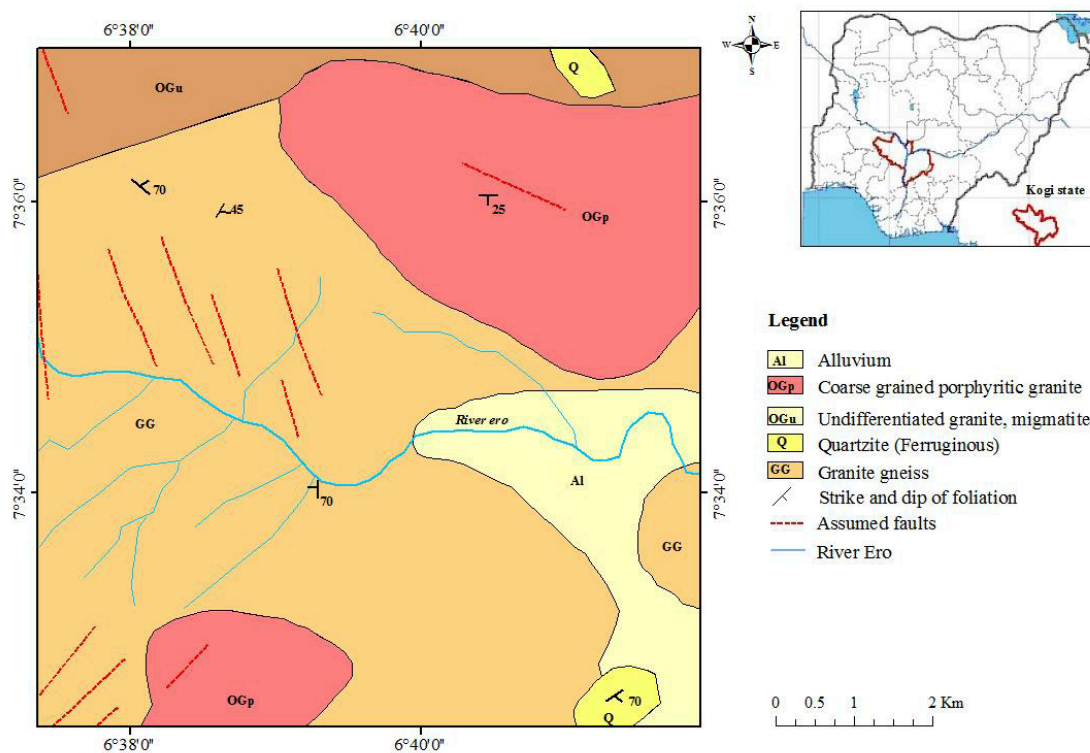 6°38'0" 6°40'0"
N
W E
S
Q
OGu
70
45
25
OGp
Kogi state
7°36'0" 7°36'0"
Legend
Al Alluvium
OGp Coarse grained porphyritic granite
OGu Undifferentiated granite, migmatite
Q Quartzite (Ferruginous)
GG Granite gneiss
Strike and dip of foliation
Assumed faults
River Ero
GG
River ero
Al
7°34'0" 7°34'0"
70
GG
OGp
70
Q
0 0.5 1 2 Km
6°38'0" 6°40'0"